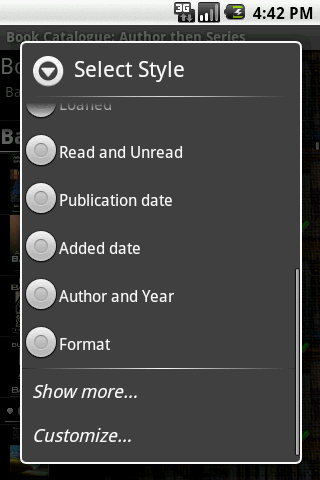 3G
4:42 PM
Book Catalogue: Author then Series
Select Style
Loaned
Read and Unread
Publication date
Added date
Author and Year
Format
Show more...
Customize...